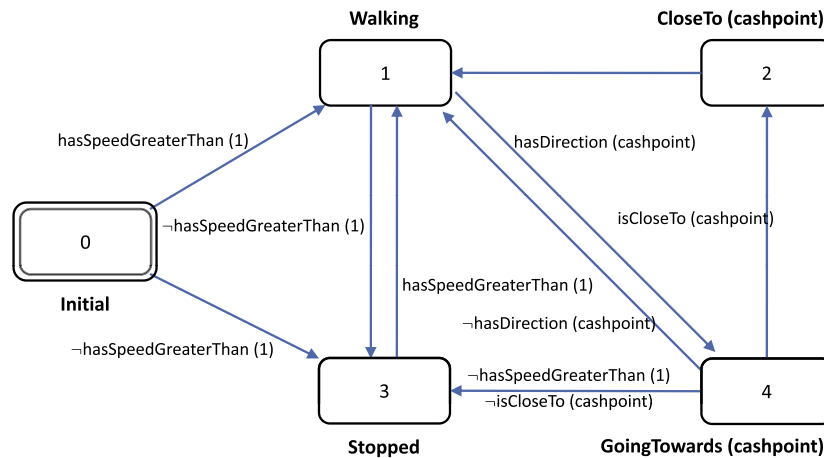 Walking
CloseTo (cashpoint)
1
2
hasSpeedGreaterThan (1)
hasDirection (cashpoint)
isCloseTo (cashpoint)
¬hasSpeedGreaterThan (1)
0
hasSpeedGreaterThan (1)
Initial
¬hasDirection (cashpoint)
¬hasSpeedGreaterThan (1)
¬hasSpeedGreaterThan (1)
3
4
¬isCloseTo (cashpoint)
Stopped
GoingTowards (cashpoint)